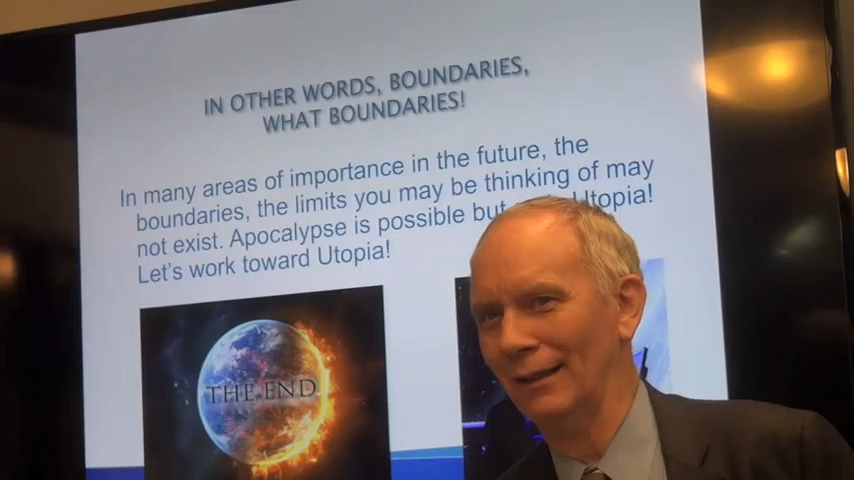 IN OTHER WORDS, BOUNDARIES,
WHAT BOUNDARIES!
In many areas of importance in the future, the
boundaries, the limits you may be thinking of may
not exist. Apocalypse is possible but Utopia!
Let's work toward Utopia!
THE END